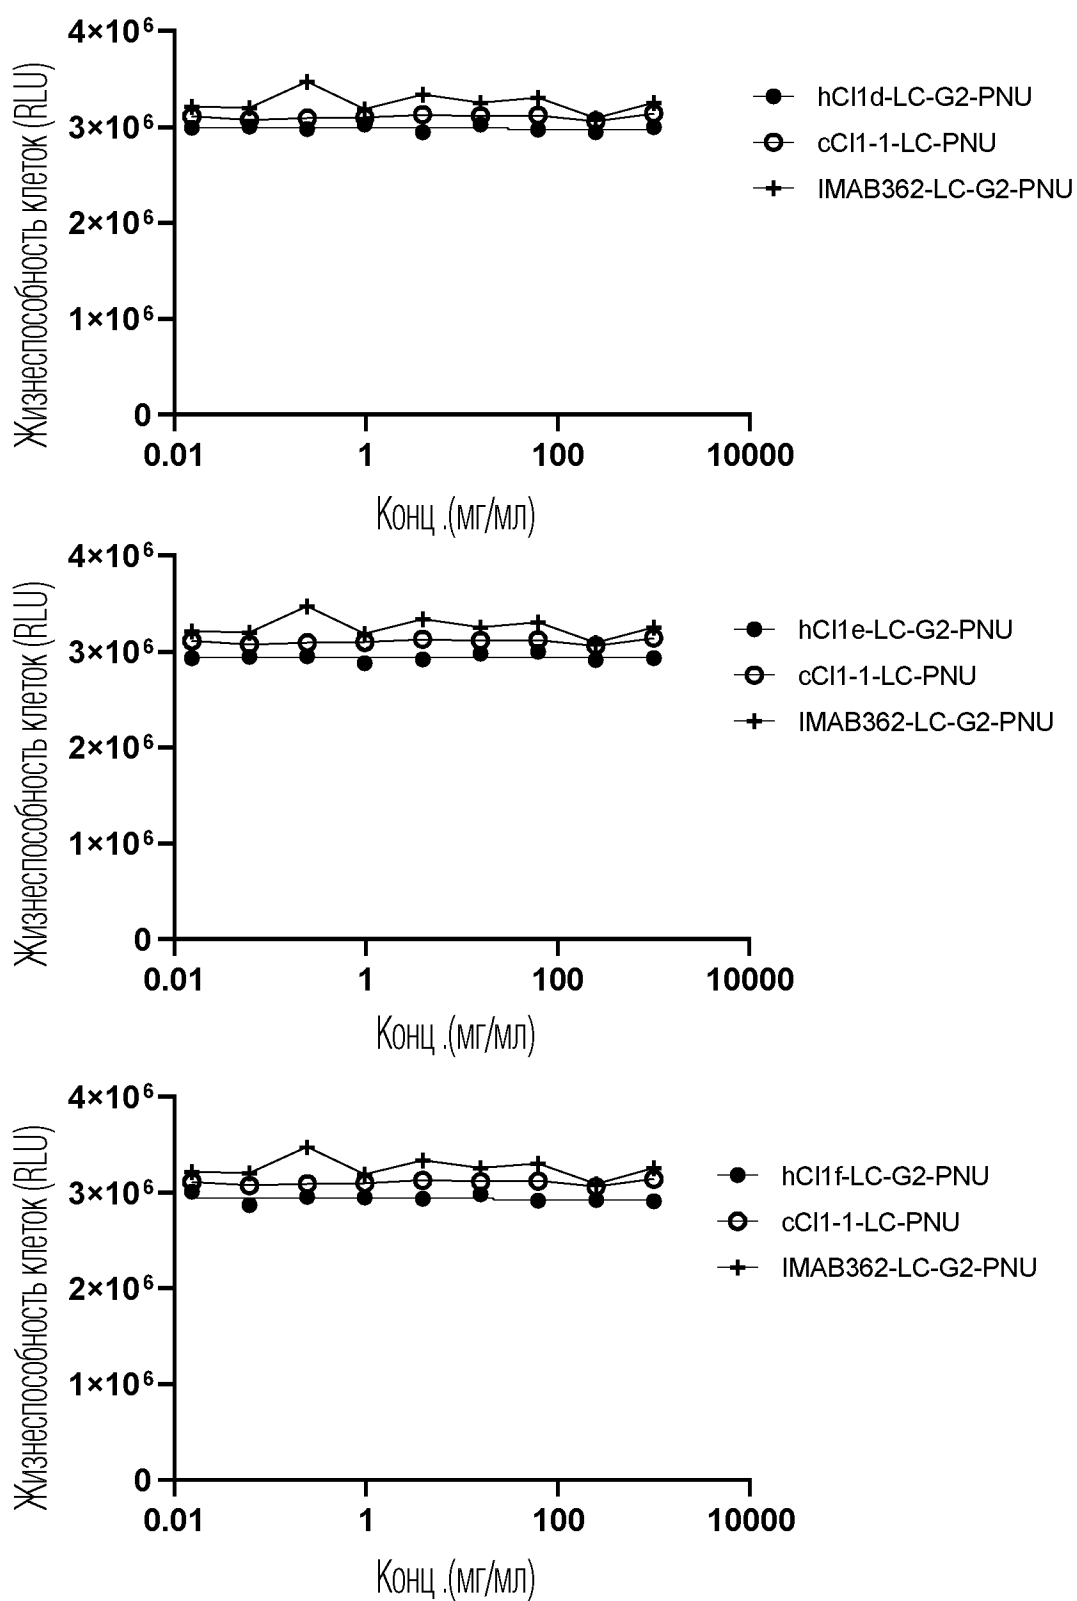 4×10⁶
3×10⁶
2×10⁶
1×10⁶
0
Жизнеспособность клеток (RLU)
0.01 1 100 10000
Конц .(мг/мл)
hCl1d-LC-G2-PNU
cCl1-1-LC-PNU
IMAB362-LC-G2-PNU
4×10⁶
3×10⁶
2×10⁶
1×10⁶
0
Жизнеспособность клеток (RLU)
0.01 1 100 10000
Конц .(мг/мл)
hCl1e-LC-G2-PNU
cCl1-1-LC-PNU
IMAB362-LC-G2-PNU
4×10⁶
3×10⁶
2×10⁶
1×10⁶
0
Жизнеспособность клеток (RLU)
0.01 1 100 10000
Конц .(мг/мл)
hCl1f-LC-G2-PNU
cCl1-1-LC-PNU
IMAB362-LC-G2-PNU